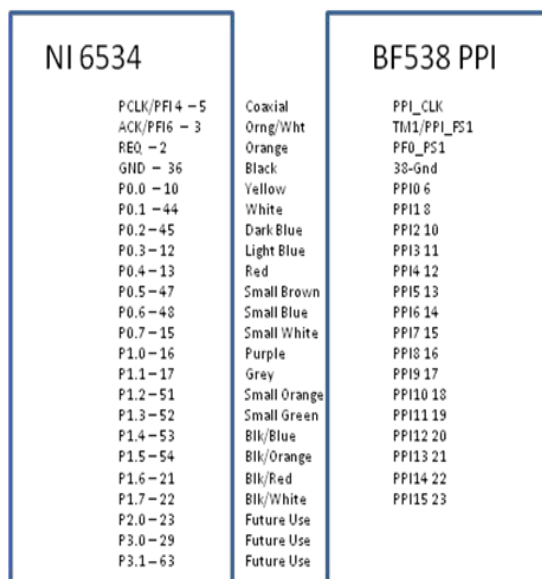 NI 6534 BF538 PPI
PCLK/PFI4 – 5 Coaxial PPI_CLK
ACK/PFI6 – 3 Orng/Wht TM1/PPI_FS1
REQ – 2 Orange PF0_PS1
GND – 36 Black 38-Gnd
P0.0 – 10 Yellow PPI0 6
P0.1 – 44 White PPI1 8
P0.2 – 45 Dark Blue PPI2 10
P0.3 – 12 Light Blue PPI3 11
P0.4 – 13 Red PPI4 12
P0.5 – 47 Small Brown PPI5 13
P0.6 – 48 Small Blue PPI6 14
P0.7 – 15 Small White PPI7 15
P1.0 – 16 Purple PPI8 16
P1.1 – 17 Grey PPI9 17
P1.2 – 51 Small Orange PPI10 18
P1.3 – 52 Small Green PPI11 19
P1.4 – 53 Blk/Blue PPI12 20
P1.5 – 54 Blk/Orange PPI13 21
P1.6 – 21 Blk/Red PPI14 22
P1.7 – 22 Blk/White PPI15 23
P2.0 – 23 Future Use
P3.0 – 29 Future Use
P3.1 – 63 Future Use